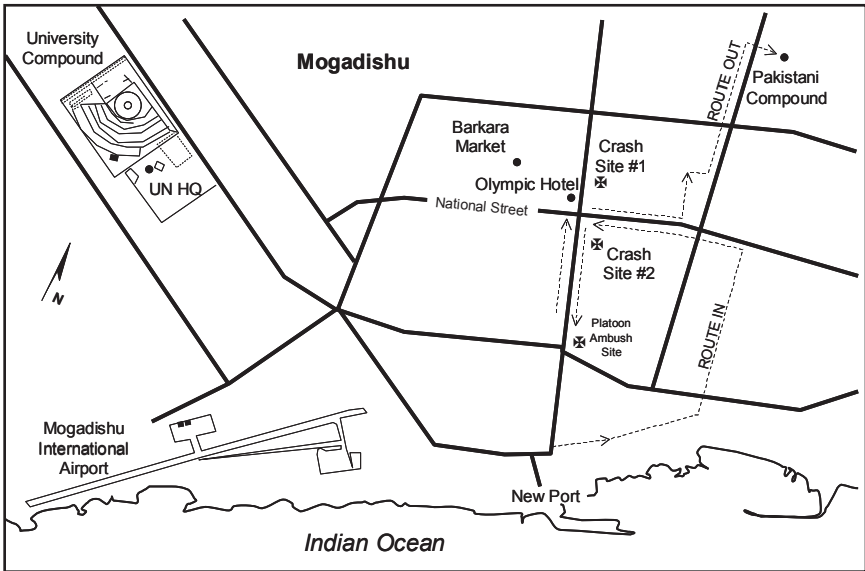 University
Compound
Mogadishu
ROUTE OUT
Pakistani
Compound
Barkara
Market
Crash
Site #1
UN HQ
Olympic Hotel
National Street
Crash
Site #2
N
Platoon
Ambush
Site
ROUTE IN
Mogadishu
International
Airport
New Port
Indian Ocean